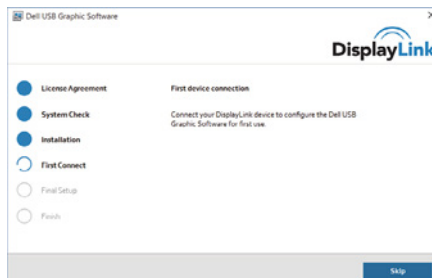 Dell USB Graphic Software
DisplayLink
License Agreement
First device connection
System Check
Connect your DisplayLink device to configure the Dell USB
Graphic Software for first use.
Installation
First Connect
Final Setup
Finish
Skip